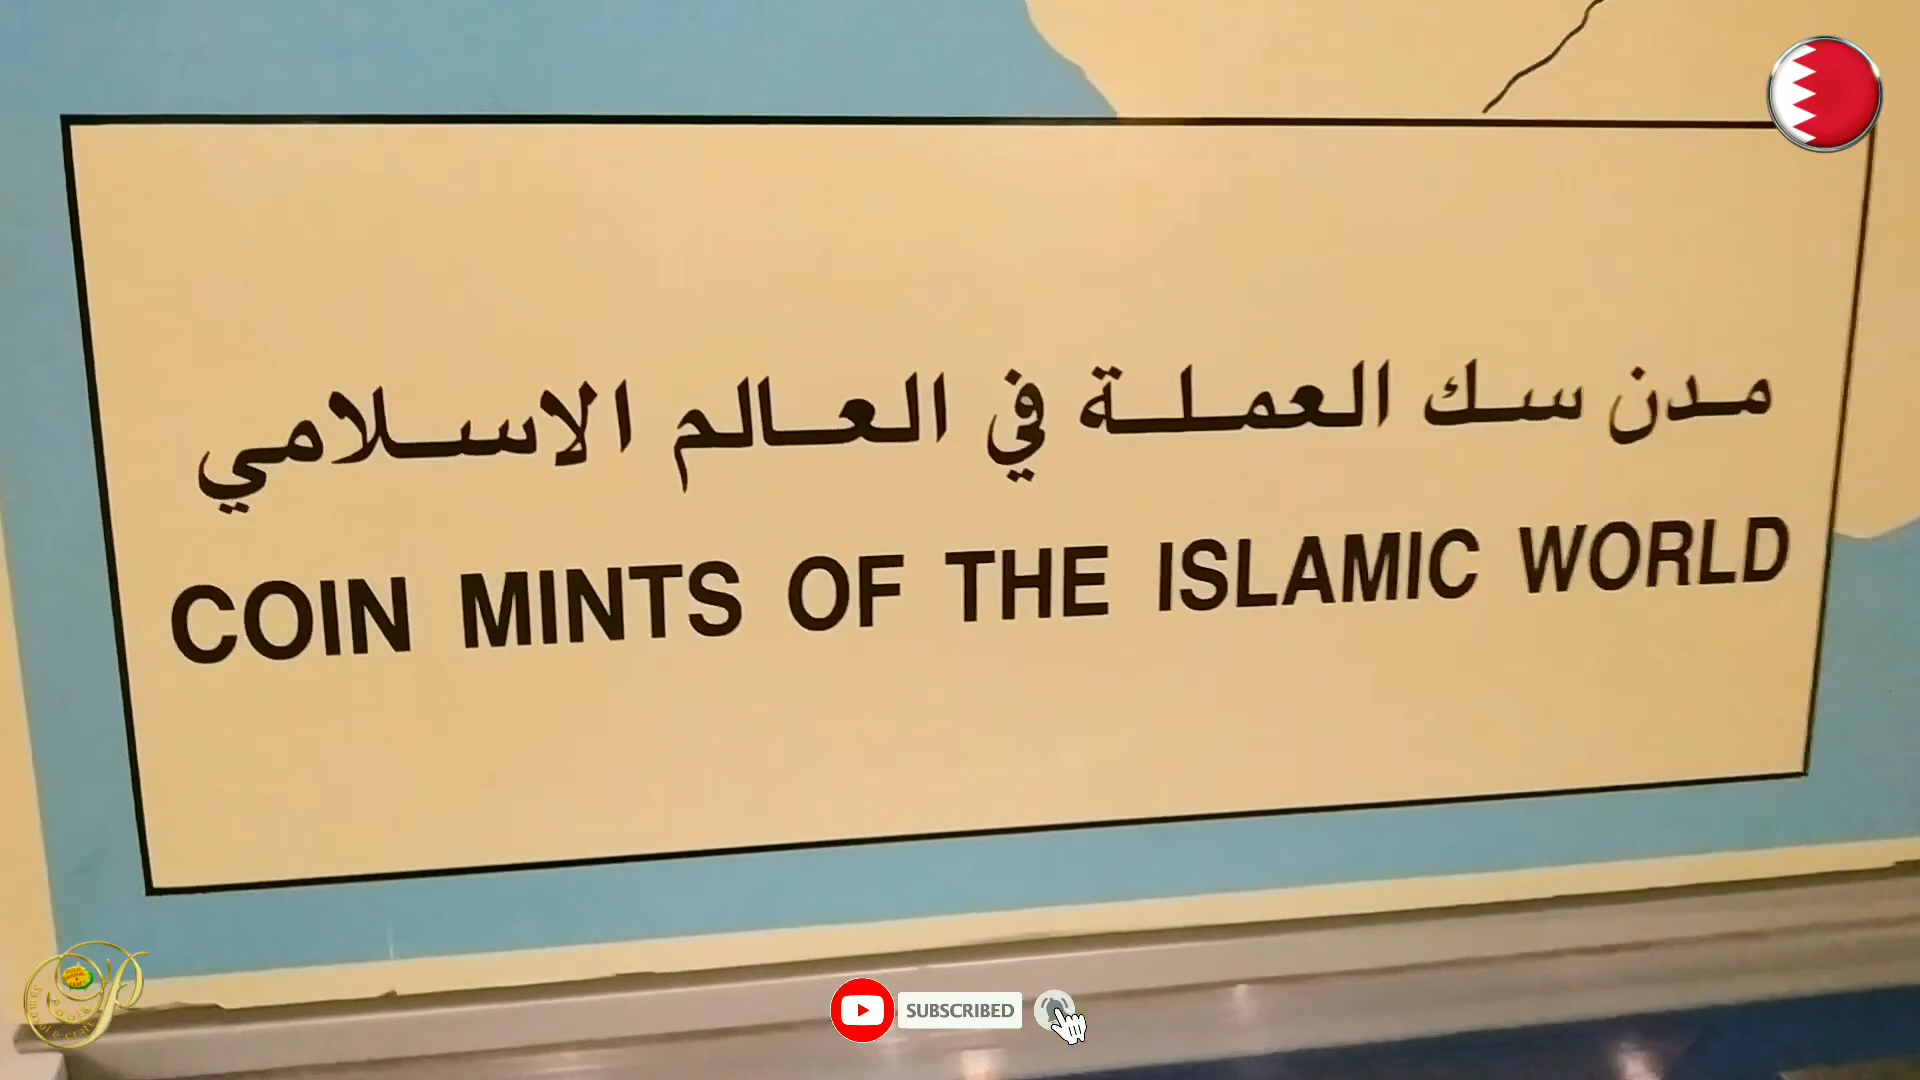 مدن سك العملة في العالم الاسلامي
COIN MINTS OF THE ISLAMIC WORLD
SUBSCRIBED